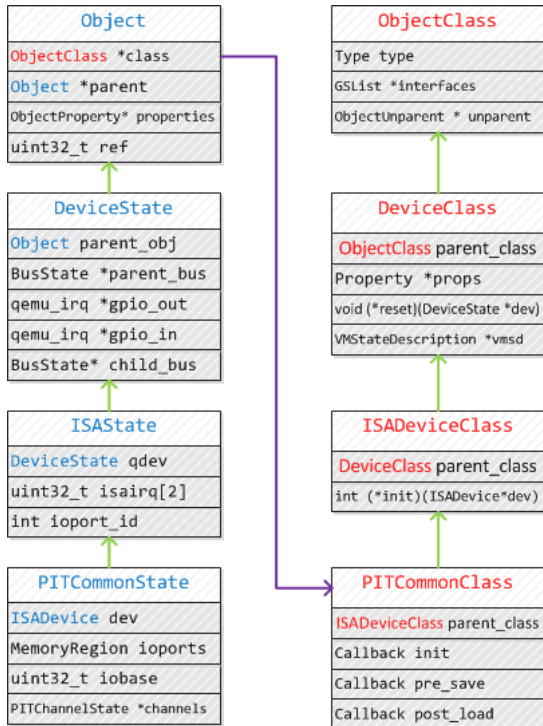 Object
ObjectClass *class
Object *parent
ObjectProperty* properties
uint32_t ref
DeviceState
Object parent_obj
BusState *parent_bus
qemu_irq *gpio_out
qemu_irq *gpio_in
BusState* child_bus
ISAState
DeviceState qdev
uint32_t isairq[2]
int ioport_id
PITCommonState
ISADevice dev
MemoryRegion ioports
uint32_t iobase
PITChannelState *channels
ObjectClass
Type type
GSList *interfaces
ObjectUnparent * unparent
DeviceClass
ObjectClass parent_class
Property *props
void (*reset)(DeviceState *dev)
VMStateDescription *vmsd
ISADeviceClass
DeviceClass parent_class
int (*init)(ISADevice*dev)
PITCommonClass
ISADeviceClass parent_class
Callback init
Callback pre_save
Callback post_load